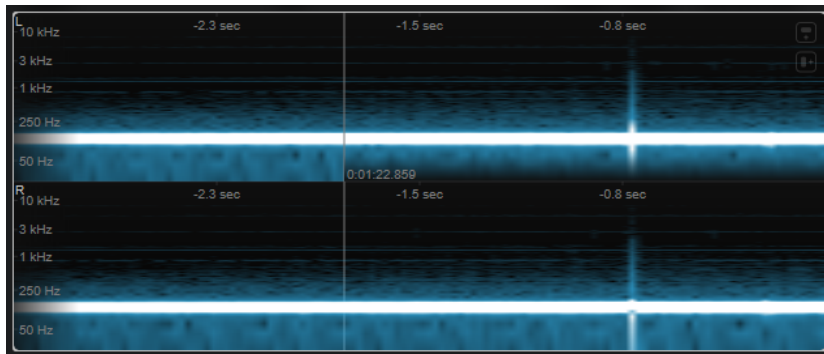 L
-2.3 sec -1.5 sec -0.8 sec
10 kHz
3 kHz
1 kHz
250 Hz
50 Hz
0:01:22.859
R
-2.3 sec -1.5 sec -0.8 sec
10 kHz
3 kHz
1 kHz
250 Hz
50 Hz